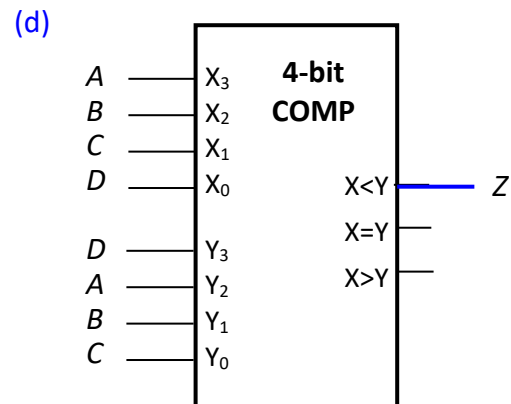 (d)
4-bit
COMP
A X₃
B X₂
C X₁
D X₀
X<Y Z
X=Y
D Y₃
X>Y
A Y₂
B Y₁
C Y₀